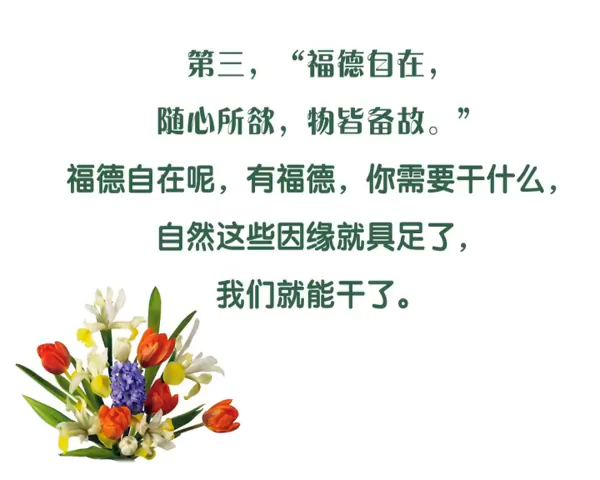 第三，“福德自在，
随心所欲，物皆备故。”
福德自在呢，有福德，你需要干什么，
自然这些因缘就具足了，
我们就能干了。